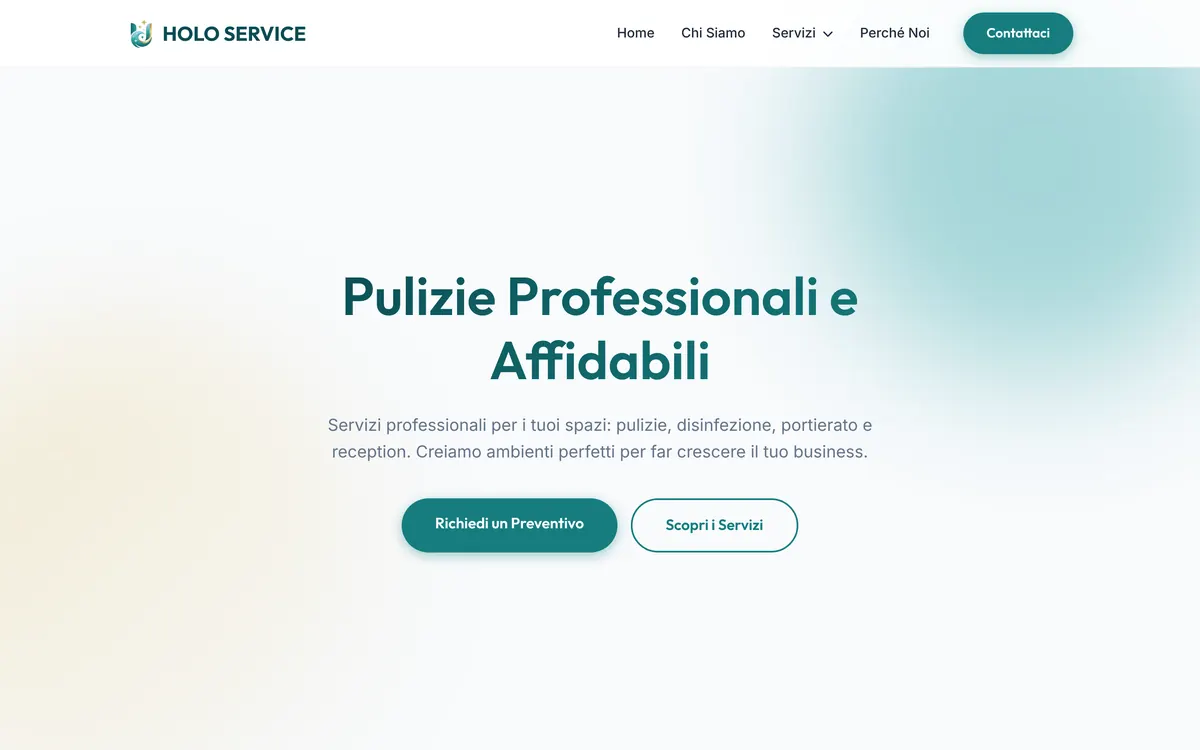 HOLO SERVICE
Home
Chi Siamo
Servizi
Perché Noi
Contattaci
Pulizie Professionali e
Affidabili
Servizi professionali per i tuoi spazi: pulizie, disinfezione, portierato e
reception. Creiamo ambienti perfetti per far crescere il tuo business.
Richiedi un Preventivo
Scopri i Servizi